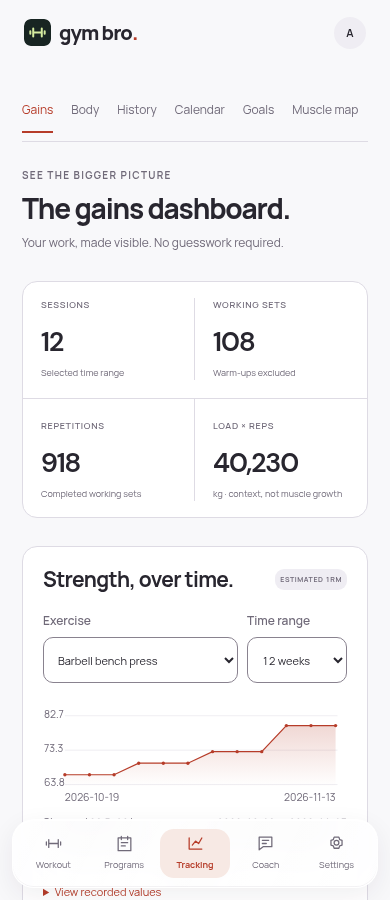 gym bro.
A
Gains Body History Calendar Goals Muscle map
SEE THE BIGGER PICTURE
The gains dashboard.
Your work, made visible. No guesswork required.
SESSIONS
12
Selected time range
WORKING SETS
108
Warm-ups excluded
REPETITIONS
918
Completed working sets
LOAD × REPS
40,230
kg · context, not muscle growth
Strength, over time.
ESTIMATED 1RM
Exercise
Time range
Barbell bench press
12 weeks
82.7
73.3
63.8
2026-10-19 2026-11-13
Workout Programs Tracking Coach Settings
▶ View recorded values